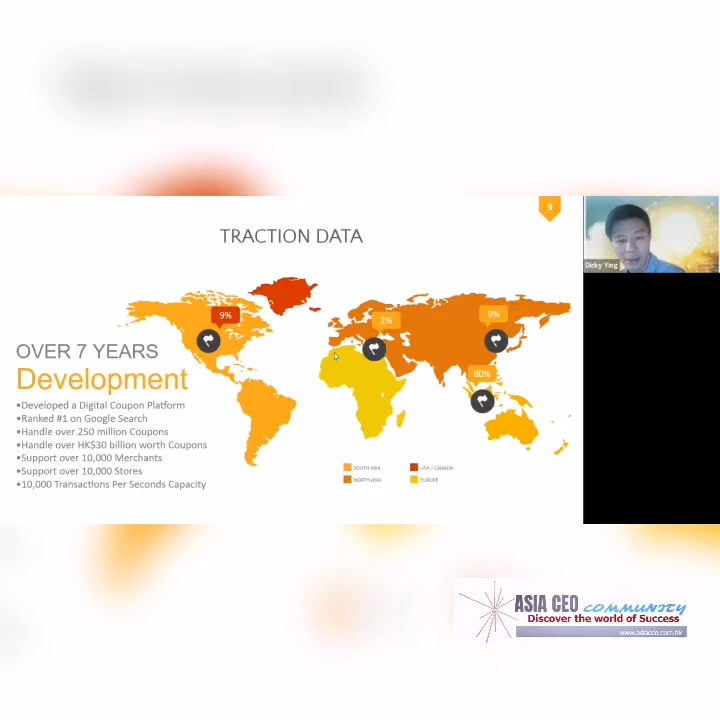 9
TRACTION DATA
Dicky Ying
9%
2%
9%
80%
OVER 7 YEARS
Development
•Developed a Digital Coupon Platform
•Ranked #1 on Google Search
•Handle over 250 million Coupons
•Handle over HK$30 billion worth Coupons
•Support over 10,000 Merchants
•Support over 10,000 Stores
•10,000 Transactions Per Seconds Capacity
SOUTH ASIA
USA / CANADA
NORTH ASIA
EUROPE
ASIA CEO COMMUNITY
Discover the world of Success
www.asiaceo.com.hk